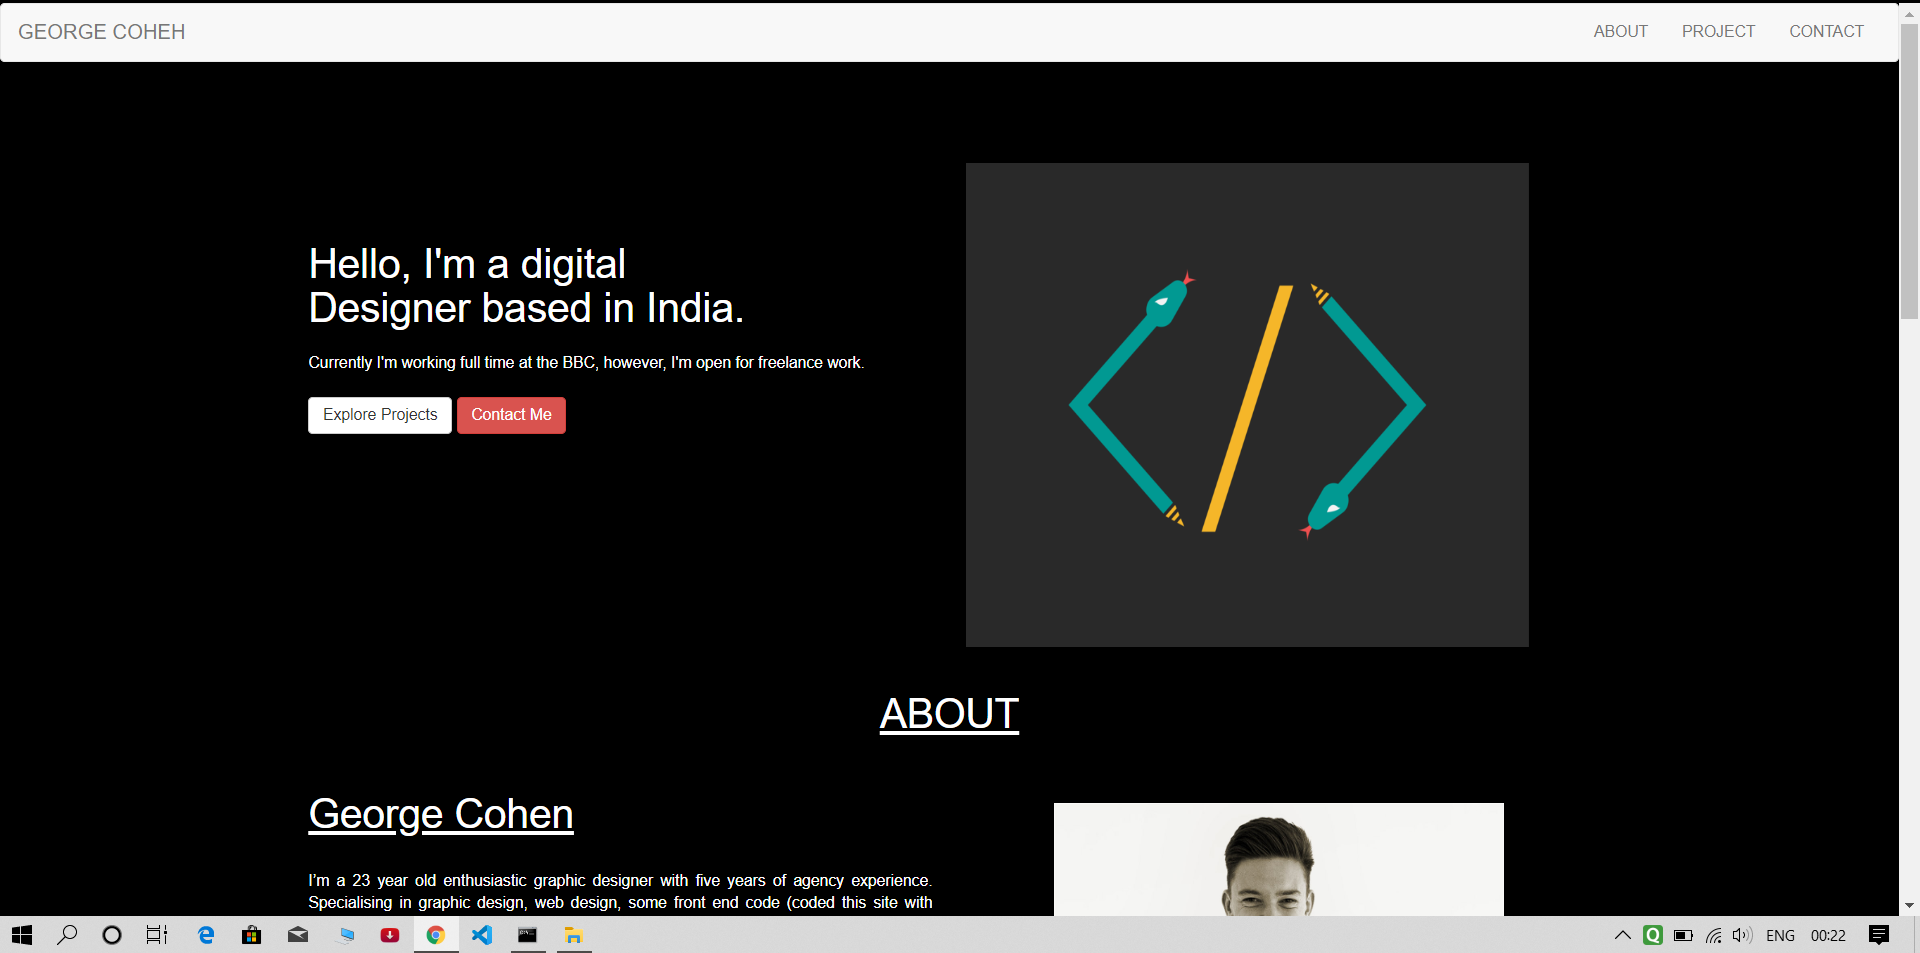 GEORGE COHEH
ABOUT PROJECT CONTACT
Hello, I'm a digital
Designer based in India.
Currently I'm working full time at the BBC, however, I'm open for freelance work.
Explore Projects Contact Me
ABOUT
George Cohen
I’m a 23 year old enthusiastic graphic designer with five years of agency experience.
Specialising in graphic design, web design, some front end code (coded this site with
ENG 00:22